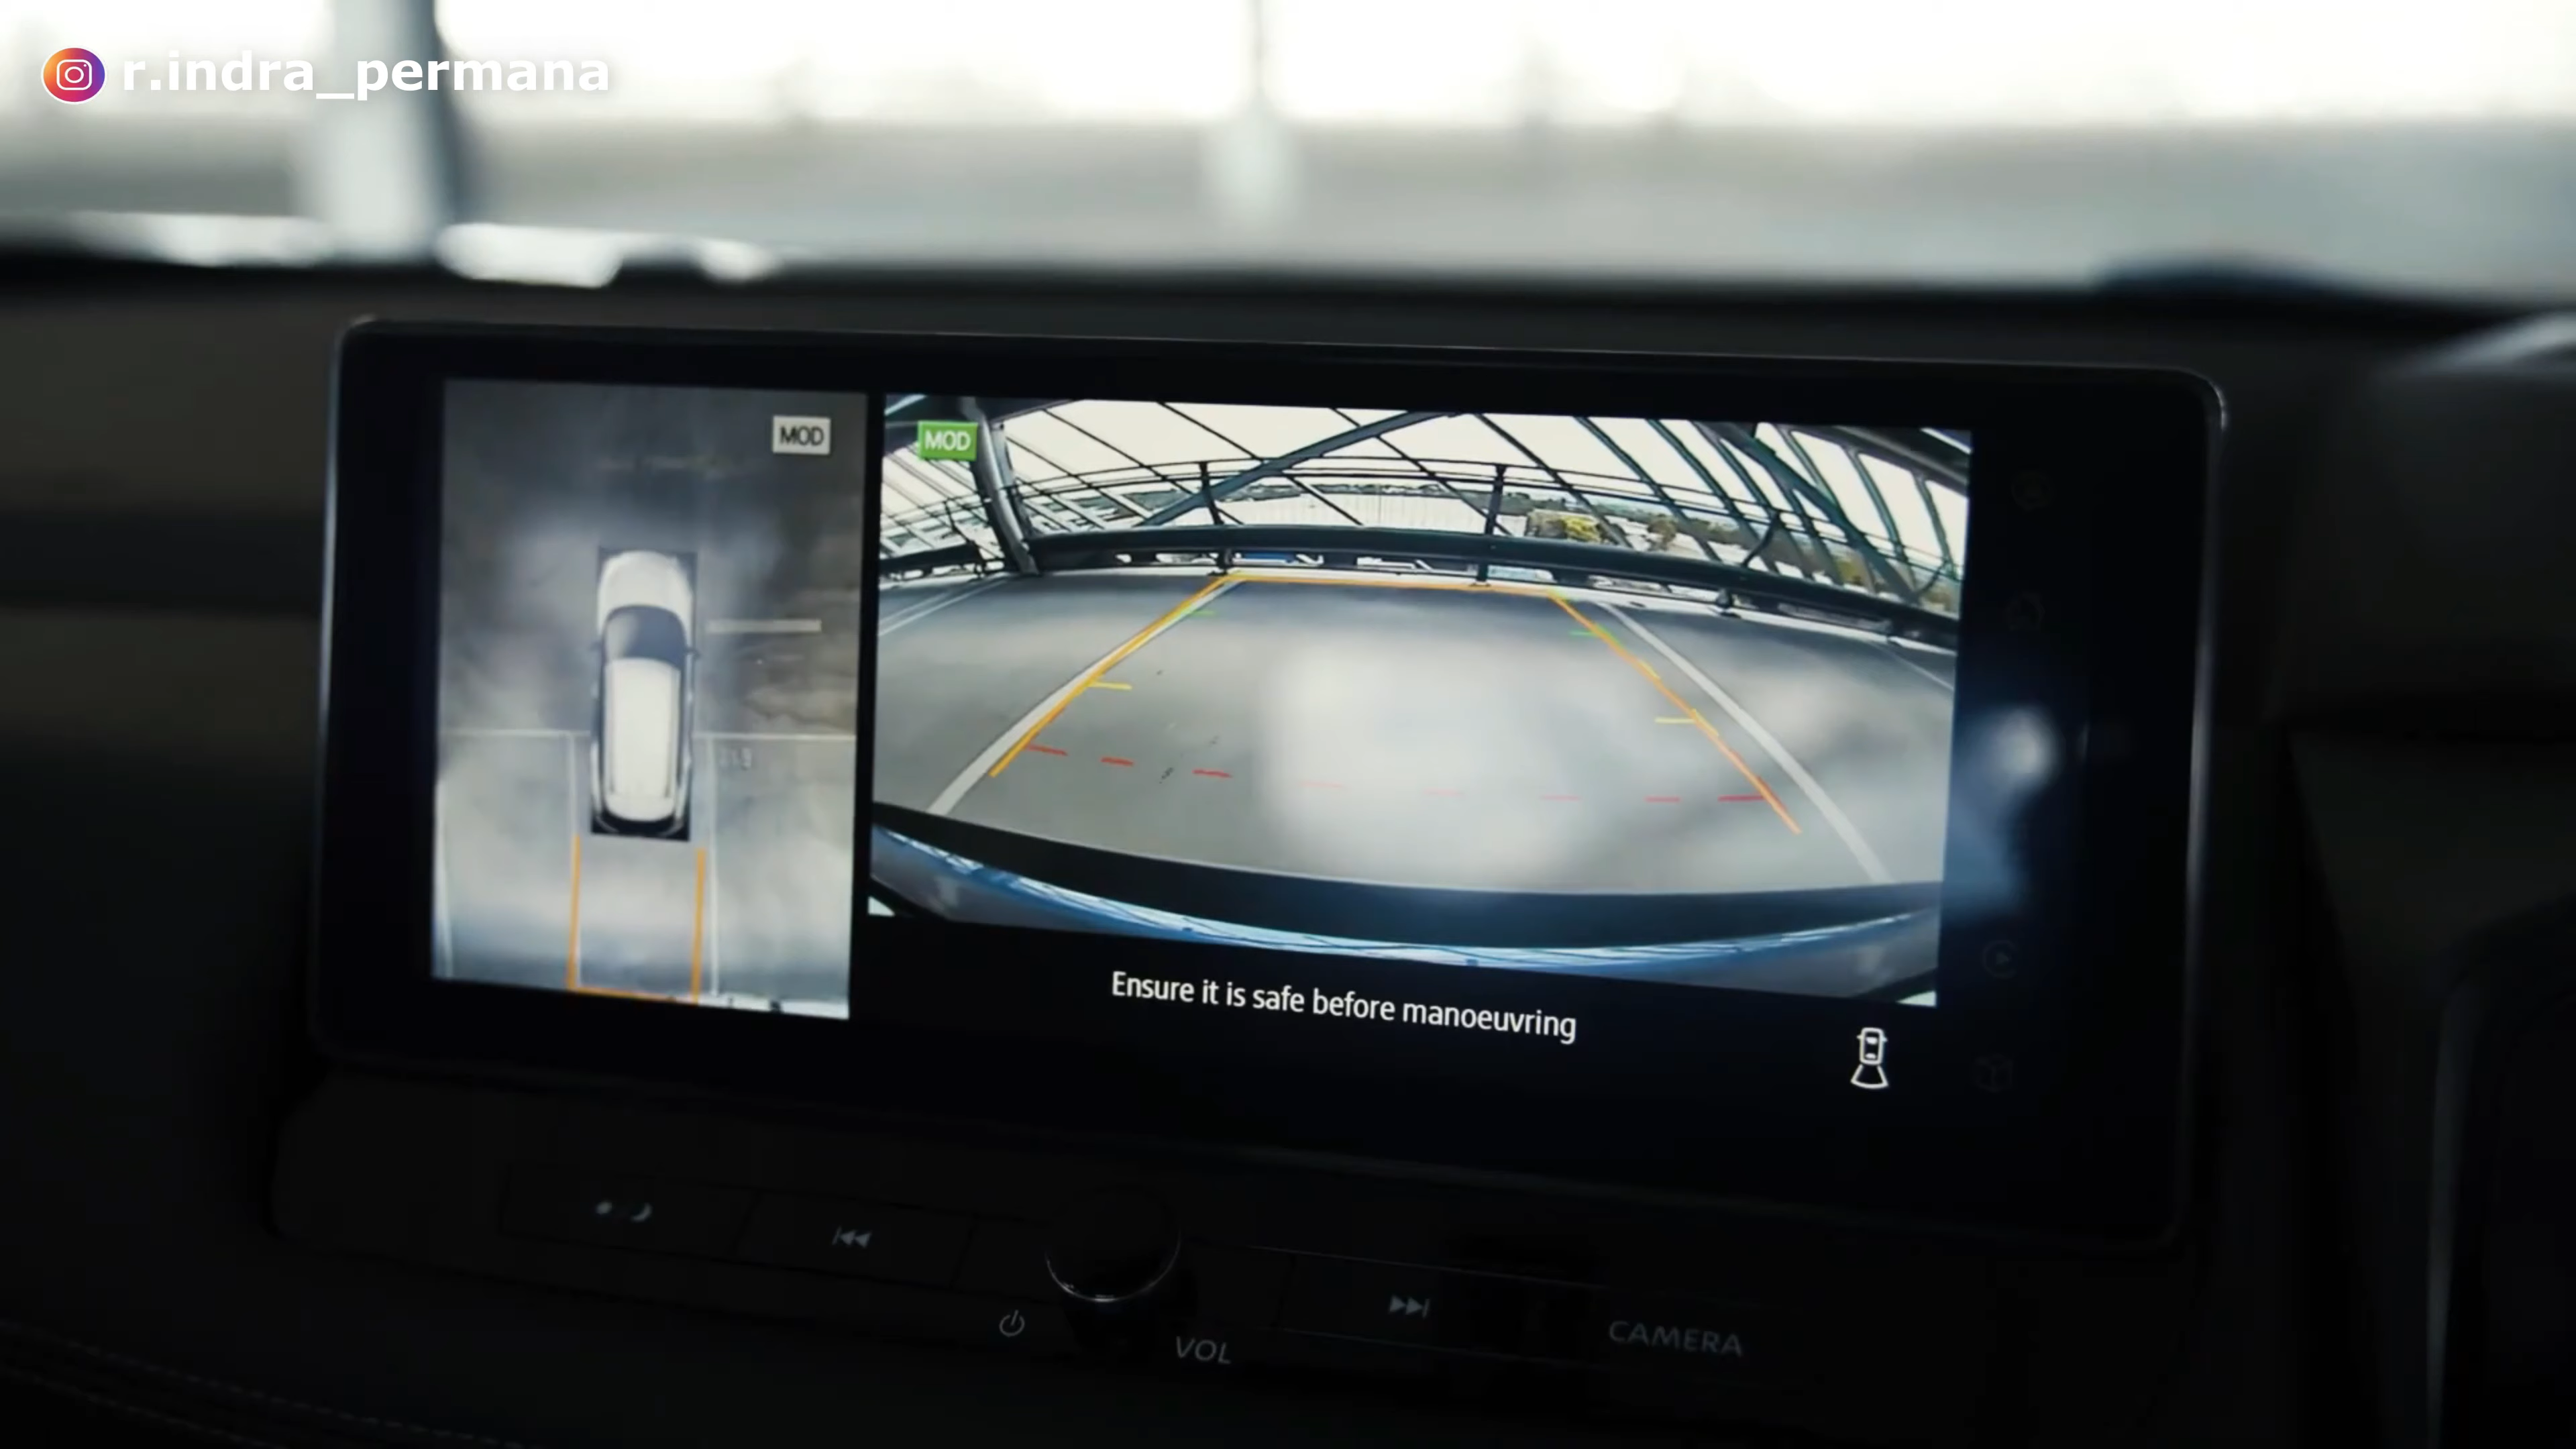 r.indra_permana
MOD
MOD
Ensure it is safe before manoeuvring
VOL
CAMERA